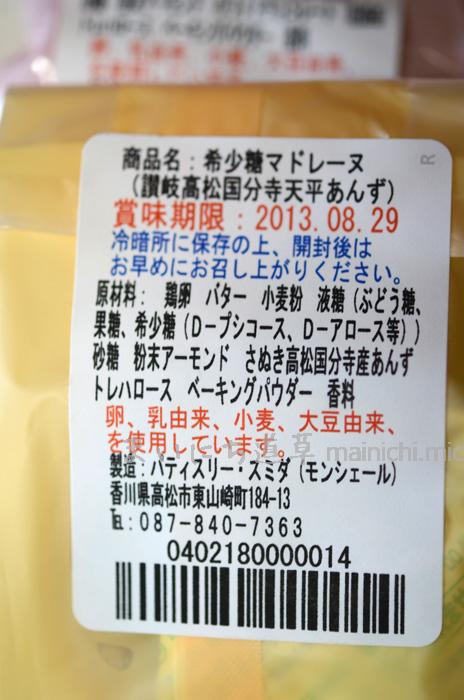 商品名：希少糖マドレーヌ
（讃岐高松国分寺天平あんず）
賞味期限：2013.08.29
冷暗所に保存の上、開封後は
お早めにお召し上がりください。
原材料： 鶏卵 バター 小麦粉 液糖（ぶどう糖、
果糖、希少糖（D－プシコース、D－アロース等））
砂糖 粉末アーモンド さぬき高松国分寺産あんず
トレハロース ベーキングパウダー 香料
卵、乳由来、小麦、大豆由来、
を使用しています。
mainichi.mic
製造：パティスリー・スミダ（モンシェール）
香川県高松市東山崎町184-13
℡：087-840-7363
0402180000014
R